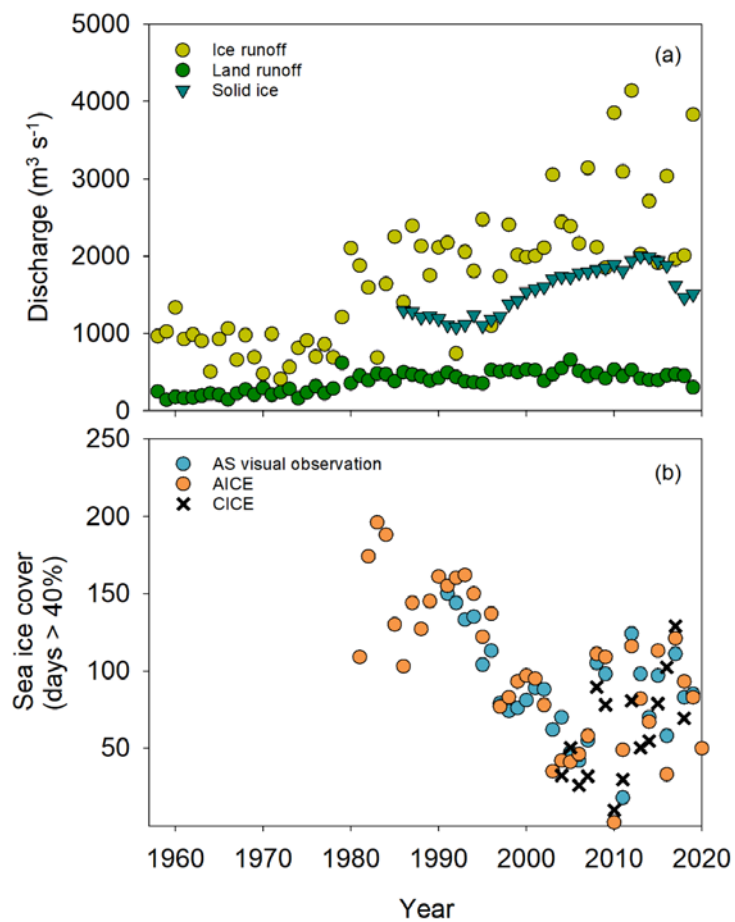 5000
4000
3000
2000
1000
0
Discharge (m³ s⁻¹)
Ice runoff
Land runoff
Solid ice
(a)
250
200
150
100
50
Sea ice cover
(days > 40%)
AS visual observation
AICE
CICE
(b)
1960 1970 1980 1990 2000 2010 2020
Year